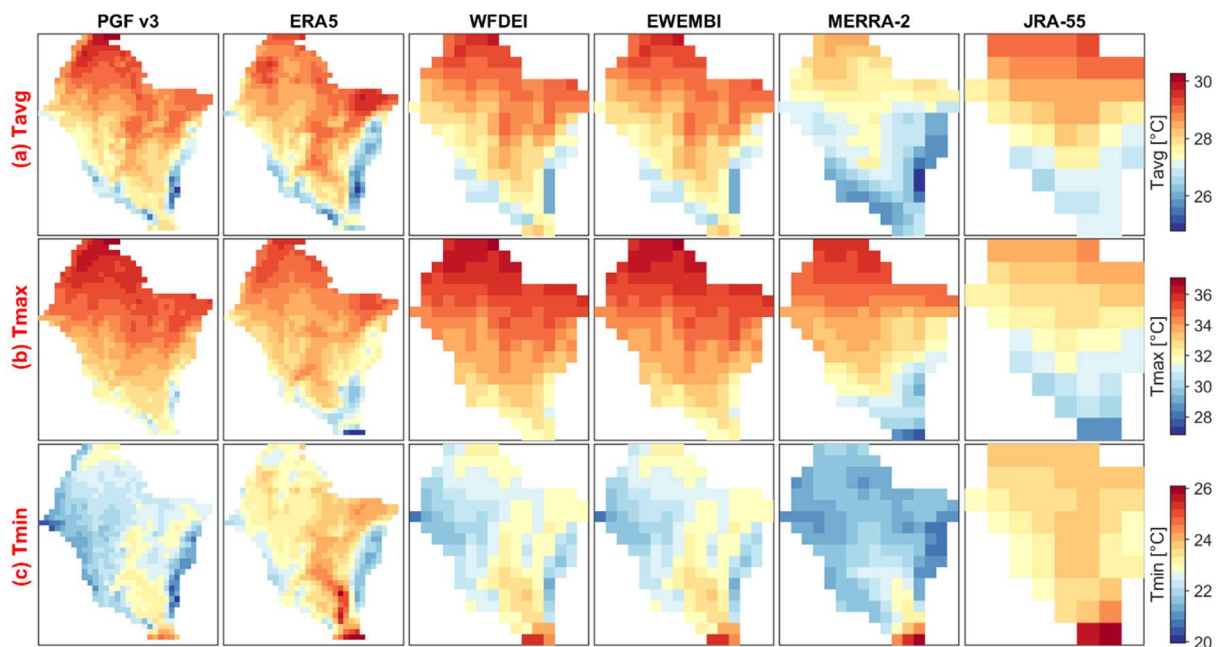 PGF v3 ERA5 WFDEI EWEMBI MERRA-2 JRA-55
(a) Tavg
30
28
26
Tavg [°C]
(b) Tmax
36
34
32
30
28
Tmax [°C]
(c) Tmin
26
24
22
20
Tmin [°C]